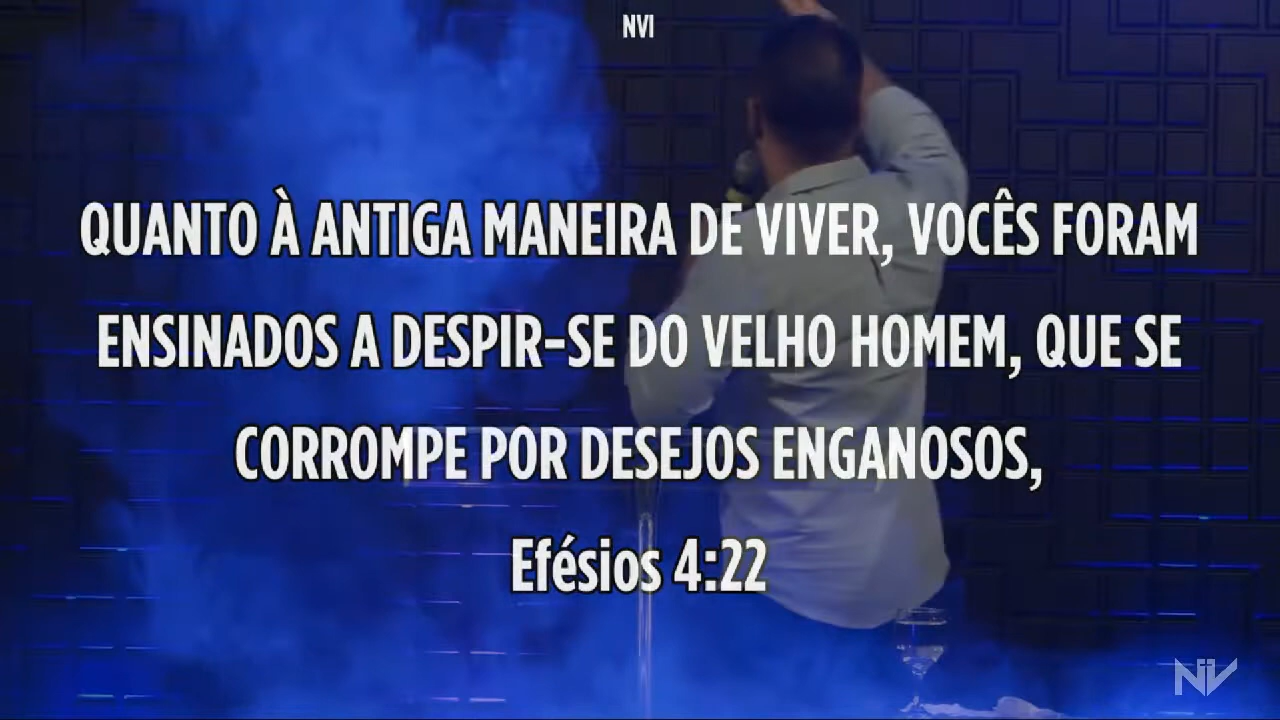 NVI
QUANTO À ANTIGA MANEIRA DE VIVER, VOCÊS FORAM
ENSINADOS A DESPIR-SE DO VELHO HOMEM, QUE SE
CORROMPE POR DESEJOS ENGANOSOS,
Efésios 4:22
NV